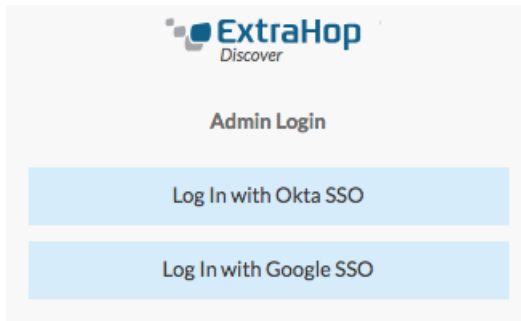 ExtraHop
Discover
Admin Login
Log In with Okta SSO
Log In with Google SSO